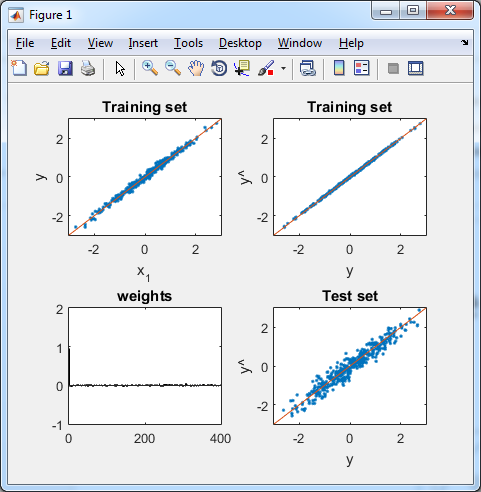 Figure 1
File Edit View Insert Tools Desktop Window Help
Training set
y
2
0
-2
-2 0 2
x1
Training set
y^
2
0
-2
-2 0 2
y
weights
2
1
0
-1
0 200 400
Test set
y^
2
0
-2
-2 0 2
y